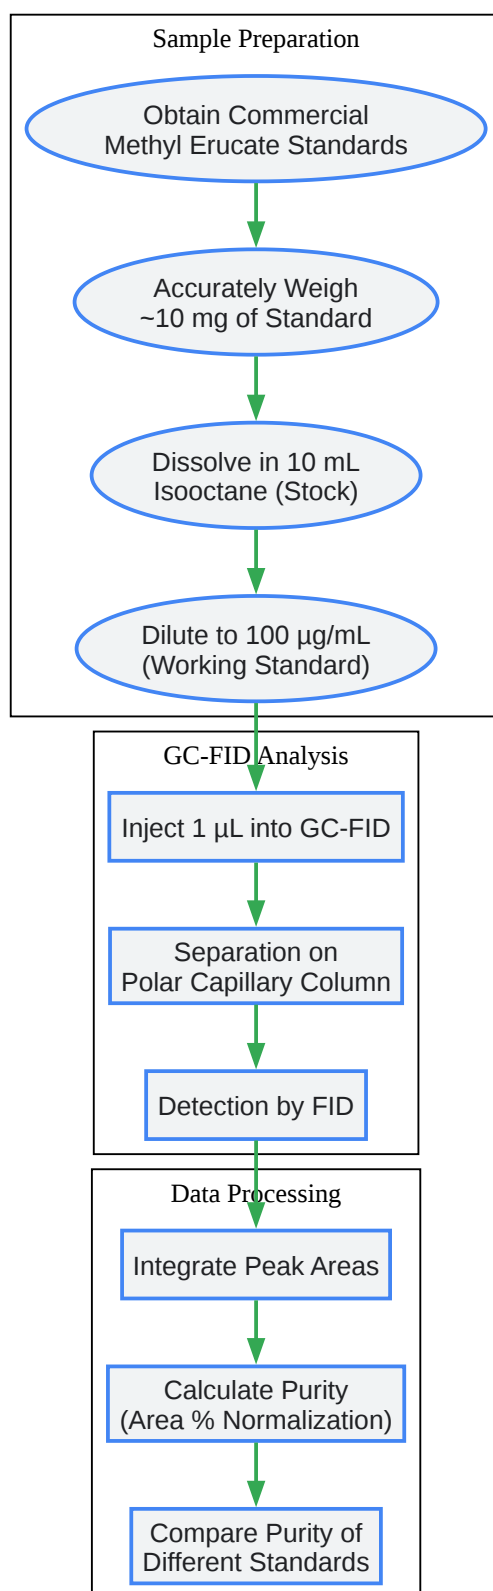 Sample Preparation
Obtain Commercial
Methyl Erucate Standards
Accurately Weigh
~10 mg of Standard
Dissolve in 10 mL
Isooctane (Stock)
Dilute to 100 µg/mL
(Working Standard)
GC-FID Analysis
Inject 1 µL into GC-FID
Separation on
Polar Capillary Column
Detection by FID
Data Processing
Integrate Peak Areas
Calculate Purity
(Area % Normalization)
Compare Purity of
Different Standards